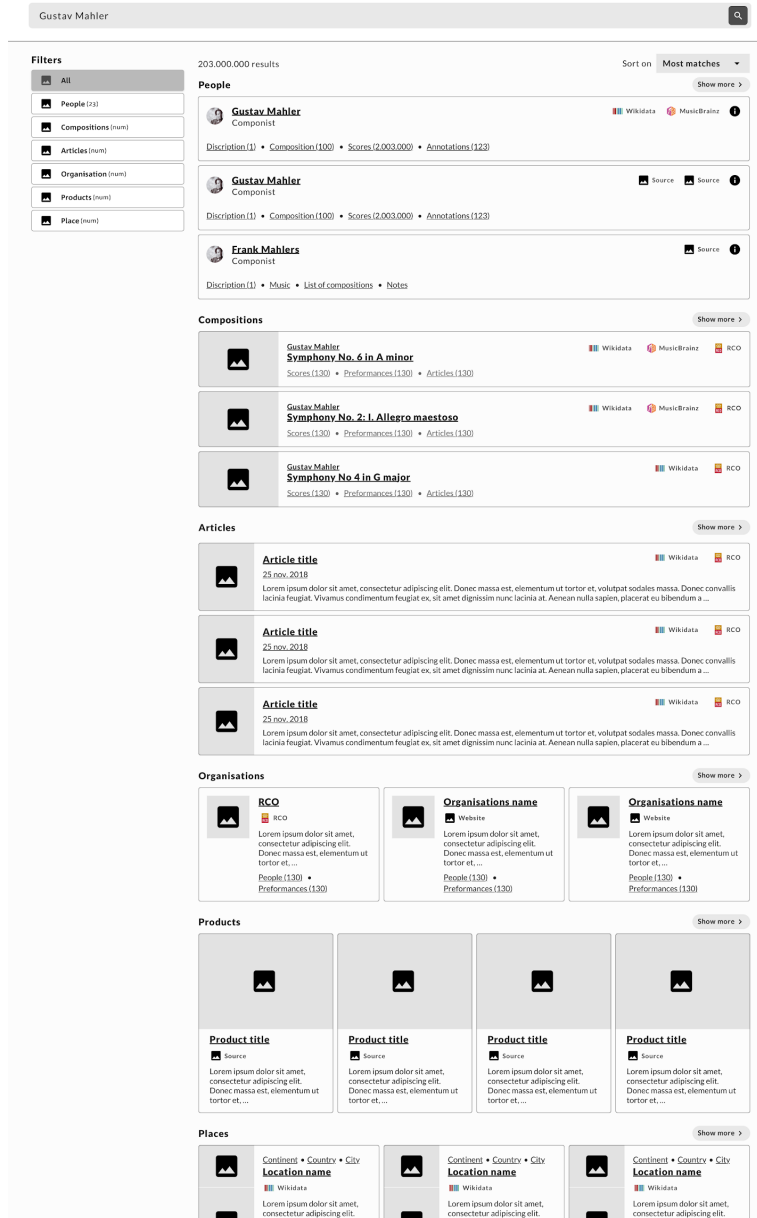 Gustav Mahler
Filters
All
People (23)
Compositions (num)
Articles (num)
Organisation (num)
Products (num)
Place (num)
203.000.000 results
Sort on Most matches
People
Show more >
Gustav Mahler
Wikidata MusicBrainz
Componist
Discription (1) • Composition (100) • Scores (2,003.000) • Annotations (123)
Gustav Mahler
Source Source
Componist
Discription (1) • Composition (100) • Scores (2,003.000) • Annotations (123)
Frank Mahlers
Source
Componist
Discription (1) • Music • List of compositions • Notes
Compositions
Show more >
Gustav Mahler
Wikidata MusicBrainz RCO
Symphony No. 6 in A minor
Scores (130) • Preformances (130) • Articles (130)
Gustav Mahler
Wikidata MusicBrainz RCO
Symphony No. 2: I. Allegro maestoso
Scores (130) • Preformances (130) • Articles (130)
Gustav Mahler
Wikidata RCO
Symphony No 4 in G major
Scores (130) • Preformances (130) • Articles (130)
Articles
Show more >
Article title
Wikidata RCO
25 nov. 2018
Lorem ipsum dolor sit amet, consectetur adipiscing elit. Donec massa est, elementum ut tortor et, volutpat sodales massa. Donec convallis
lacinia feugiat. Vivamus condimentum feugiat ex, sit amet dignissim nunc lacinia at. Aenean nulla sapien, placerat eu bibendum a ...
Article title
Wikidata RCO
25 nov. 2018
Lorem ipsum dolor sit amet, consectetur adipiscing elit. Donec massa est, elementum ut tortor et, volutpat sodales massa. Donec convallis
lacinia feugiat. Vivamus condimentum feugiat ex, sit amet dignissim nunc lacinia at. Aenean nulla sapien, placerat eu bibendum a ...
Article title
Wikidata RCO
25 nov. 2018
Lorem ipsum dolor sit amet, consectetur adipiscing elit. Donec massa est, elementum ut tortor et, volutpat sodales massa. Donec convallis
lacinia feugiat. Vivamus condimentum feugiat ex, sit amet dignissim nunc lacinia at. Aenean nulla sapien, placerat eu bibendum a ...
Organisations
Show more >
RCO
RCO
Lorem ipsum dolor sit amet,
consectetur adipiscing elit.
Donec massa est, elementum ut
tortor et, ...
People (130) •
Preformances (130)
Organisations name
Website
Lorem ipsum dolor sit amet,
consectetur adipiscing elit.
Donec massa est, elementum ut
tortor et, ...
People (130) •
Preformances (130)
Organisations name
Website
Lorem ipsum dolor sit amet,
consectetur adipiscing elit.
Donec massa est, elementum ut
tortor et, ...
People (130) •
Preformances (130)
Products
Show more >
Product title
Source
Lorem ipsum dolor sit amet,
consectetur adipiscing elit.
Donec massa est, elementum ut
tortor et, ...
Product title
Source
Lorem ipsum dolor sit amet,
consectetur adipiscing elit.
Donec massa est, elementum ut
tortor et, ...
Product title
Source
Lorem ipsum dolor sit amet,
consectetur adipiscing elit.
Donec massa est, elementum ut
tortor et, ...
Product title
Source
Lorem ipsum dolor sit amet,
consectetur adipiscing elit.
Donec massa est, elementum ut
tortor et, ...
Places
Show more >
Continent • Country • City
Location name
Wikidata
Lorem ipsum dolor sit amet,
consectetur adipiscing elit.
Continent • Country • City
Location name
Wikidata
Lorem ipsum dolor sit amet,
consectetur adipiscing elit.
Continent • Country • City
Location name
Wikidata
Lorem ipsum dolor sit amet,
consectetur adipiscing elit.